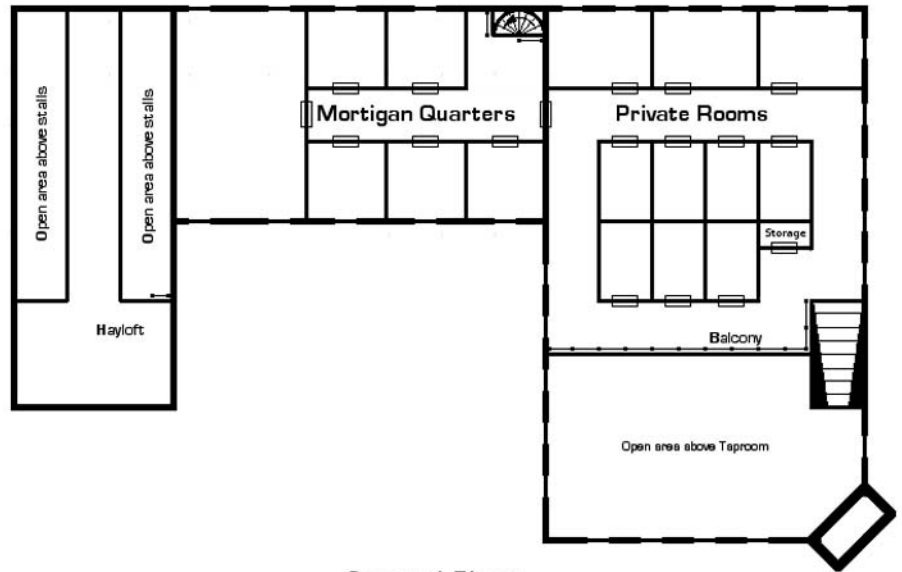 Open area above stalls
Open area above stalls
Hayloft
Mortigan Quarters
Private Rooms
Storage
Balcony
Open area above Taproom